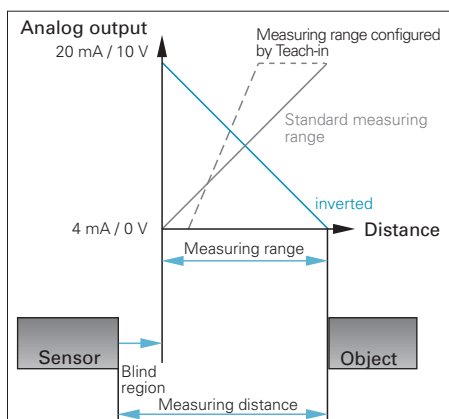 Analog output
20 mA / 10 V
Measuring range configured
by Teach-in
Standard measuring
range
inverted
4 mA / 0 V
Distance
Measuring range
Sensor
Object
Blind
region
Measuring distance